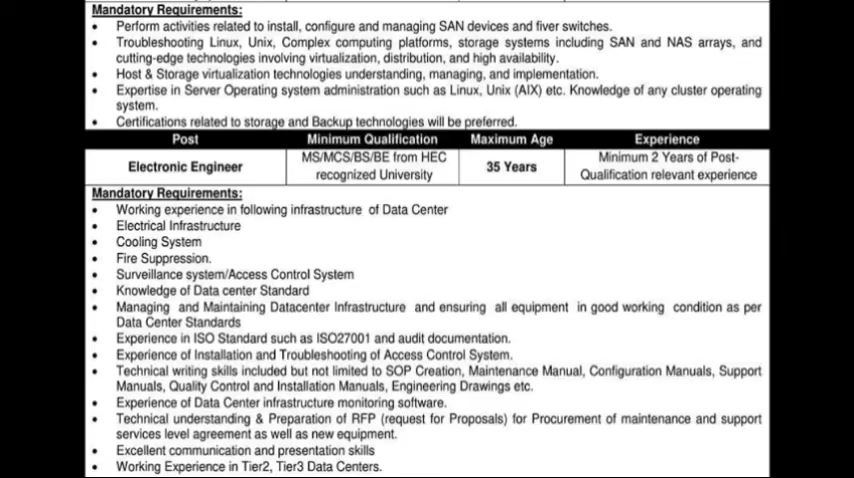 Mandatory Requirements:
• Perform activities related to install, configure and managing SAN devices and fiver switches.
• Troubleshooting Linux, Unix, Complex computing platforms, storage systems including SAN and NAS arrays, and
cutting-edge technologies involving virtualization, distribution, and high availability.
• Host & Storage virtualization technologies understanding, managing, and implementation.
• Expertise in Server Operating system administration such as Linux, Unix (AIX) etc. Knowledge of any cluster operating
system.
• Certifications related to storage and Backup technologies will be preferred.
Post Minimum Qualification Maximum Age Experience
Electronic Engineer
MS/MCS/BS/BE from HEC
recognized University
35 Years
Minimum 2 Years of Post-
Qualification relevant experience
Mandatory Requirements:
• Working experience in following infrastructure of Data Center
• Electrical Infrastructure
• Cooling System
• Fire Suppression.
• Surveillance system/Access Control System
• Knowledge of Data center Standard
• Managing and Maintaining Datacenter Infrastructure and ensuring all equipment in good working condition as per
Data Center Standards
• Experience in ISO Standard such as ISO27001 and audit documentation.
• Experience of Installation and Troubleshooting of Access Control System.
• Technical writing skills included but not limited to SOP Creation, Maintenance Manual, Configuration Manuals, Support
Manuals, Quality Control and Installation Manuals, Engineering Drawings etc.
• Experience of Data Center infrastructure monitoring software.
• Technical understanding & Preparation of RFP (request for Proposals) for Procurement of maintenance and support
services level agreement as well as new equipment.
• Excellent communication and presentation skills
• Working Experience in Tier2, Tier3 Data Centers.